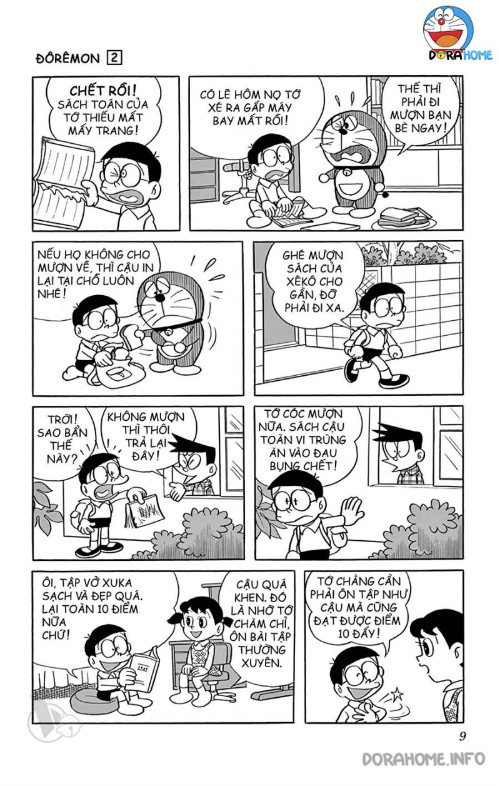 DORAHOME
ĐÔRÊMON 2
CHẾT RỒI!
SÁCH TOÁN CỦA
TỚ THIẾU MẤT
MẤY TRANG!
CÓ LẼ HÔM NỌ TỚ
XÉ RA GẤP MÁY
BAY MẤT RỒI!
THẾ THÌ
PHẢI ĐI
MƯỢN BẠN
BÈ NGAY!
NẾU HỌ KHÔNG CHO
MƯỢN VỀ, THÌ CẬU IN
LẠI TẠI CHỖ LUÔN
NHÉ!
GHÉ MƯỢN
SÁCH CỦA
XÊKÔ CHO
GẦN, ĐỠ
PHẢI ĐI XA.
TRỜI!
SAO BẨN
THẾ
NÀY?
KHÔNG MƯỢN
THÌ THÔI
TRẢ LẠI
ĐÂY!
TỚ CÓC MƯỢN
NỮA. SÁCH CẬU
TOÀN VI TRÙNG
ĂN VÀO ĐAU
BỤNG CHẾT!
ÔI, TẬP VỞ XUKA
SẠCH VÀ ĐẸP QUÁ.
LẠI TOÀN 10 ĐIỂM
NỮA
CHỨ!
CẬU QUÁ
KHEN. ĐÓ
LÀ NHỜ TỚ
CHĂM CHỈ,
ÔN BÀI TẬP
THƯỜNG
XUYÊN.
TỚ CHẲNG CẦN
PHẢI ÔN TẬP NHƯ
CẬU MÀ CŨNG
ĐẠT ĐƯỢC ĐIỂM
10 ĐẤY!
9
DORAHOME.INFO